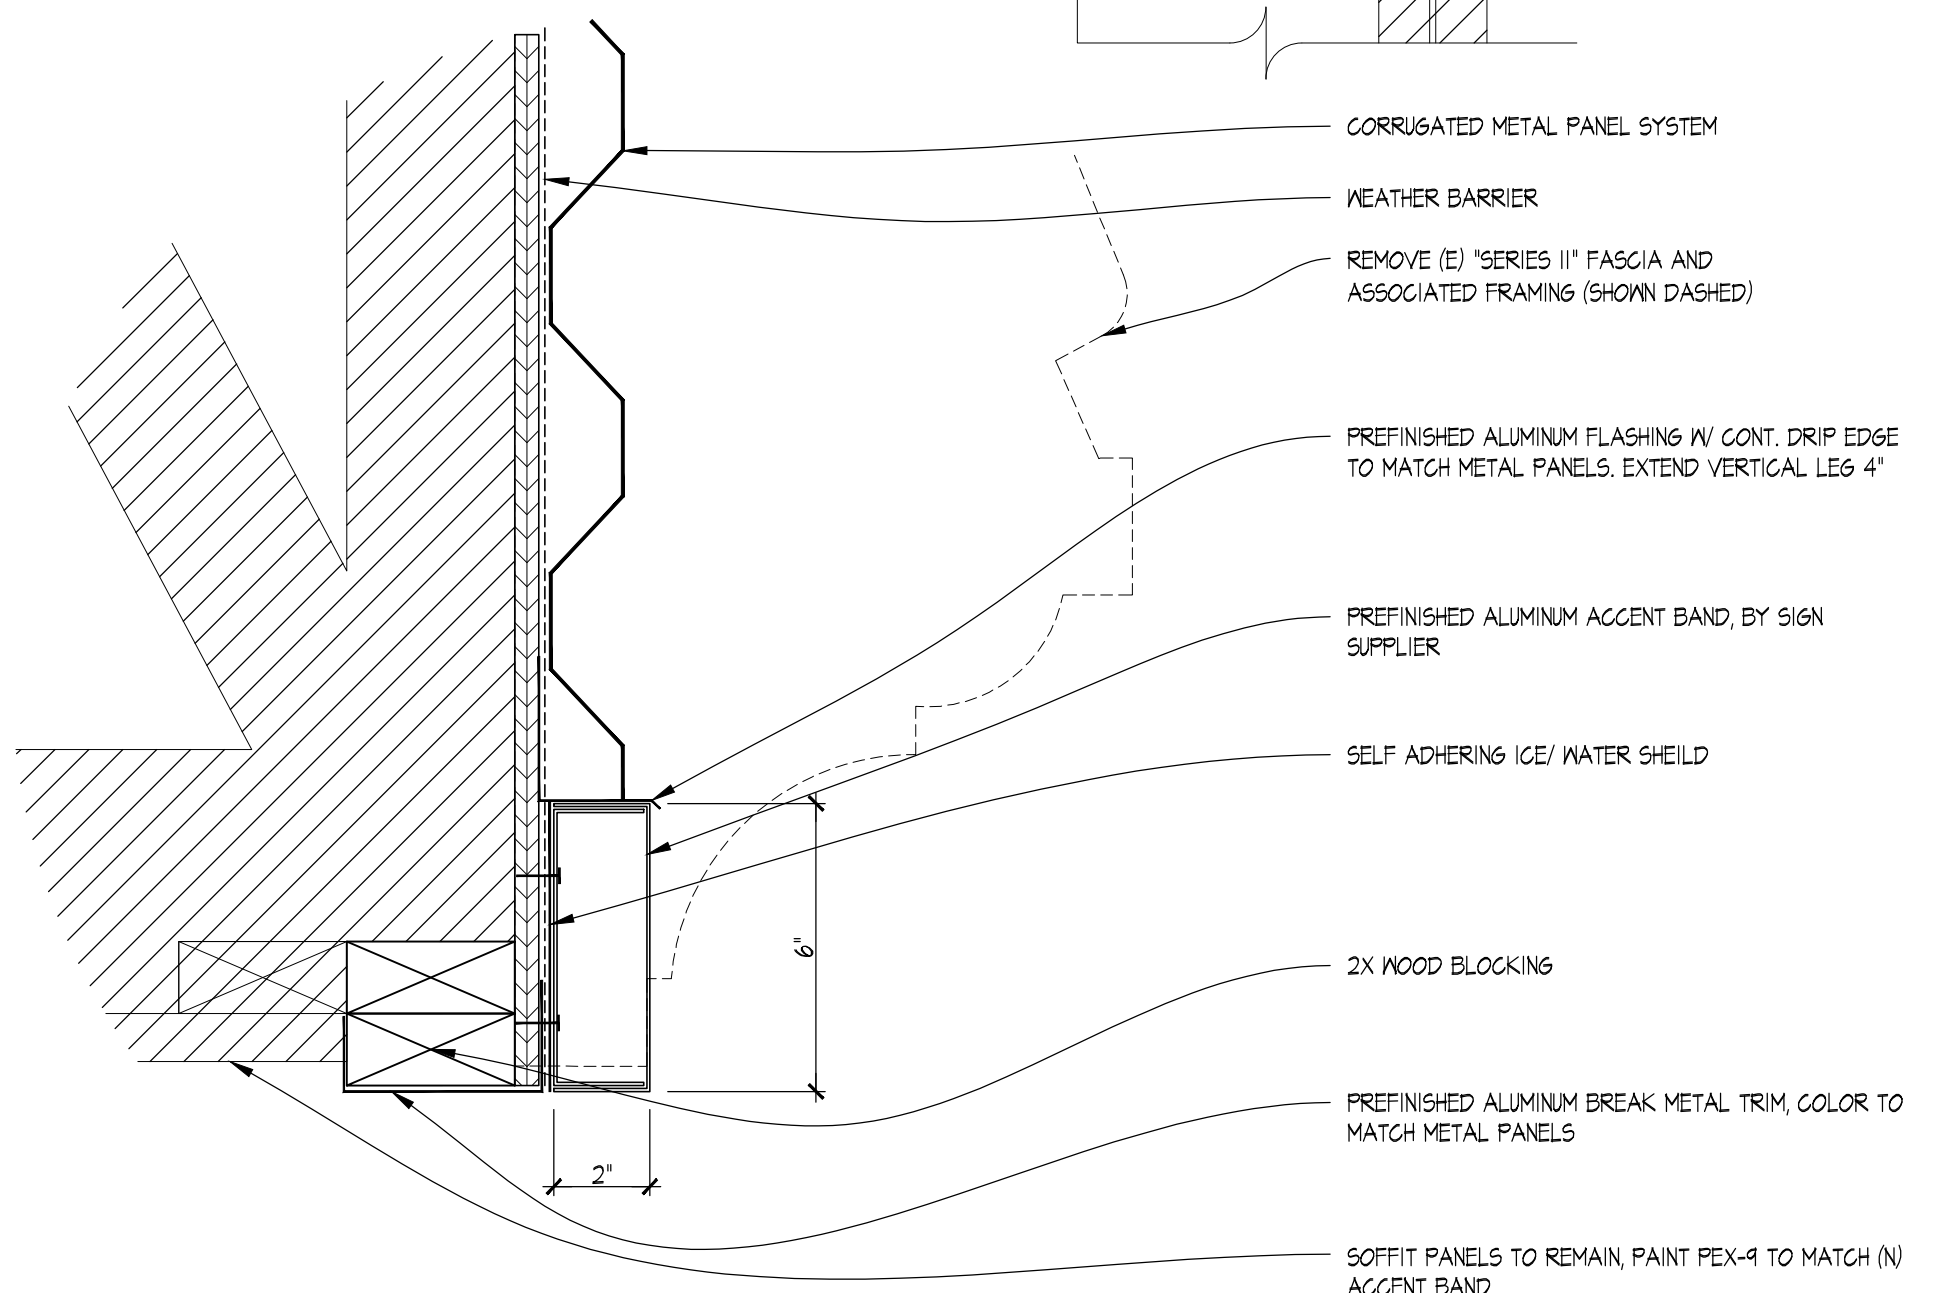 CORRUGATED METAL PANEL SYSTEM
WEATHER BARRIER
REMOVE (E) "SERIES II" FASCIA AND
ASSOCIATED FRAMING (SHOWN DASHED)
PREFINISHED ALUMINUM FLASHING W/ CONT. DRIP EDGE
TO MATCH METAL PANELS. EXTEND VERTICAL LEG 4"
PREFINISHED ALUMINUM ACCENT BAND, BY SIGN
SUPPLIER
SELF ADHERING ICE/ WATER SHEILD
6"
2X WOOD BLOCKING
PREFINISHED ALUMINUM BREAK METAL TRIM, COLOR TO
MATCH METAL PANELS
2"
SOFFIT PANELS TO REMAIN, PAINT PEX-9 TO MATCH (N)
ACCENT BAND